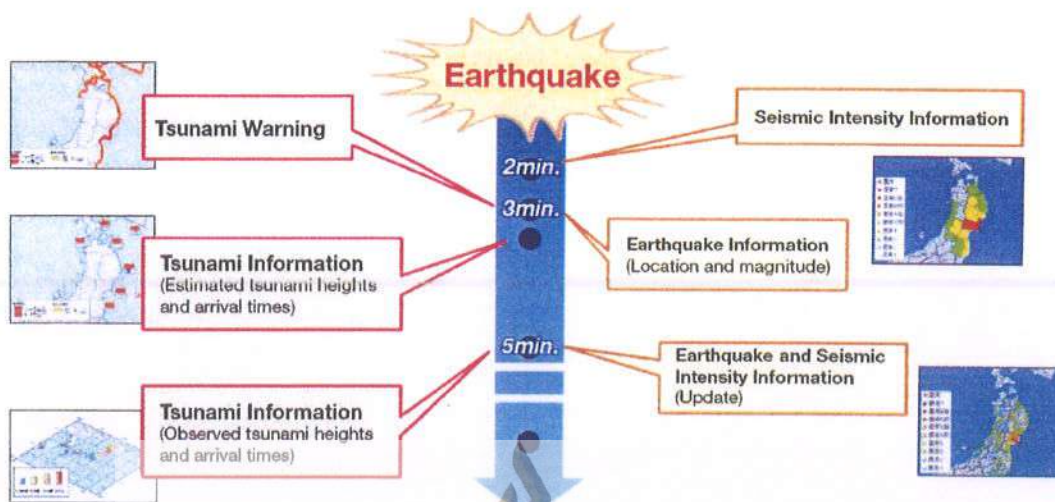 Earthquake
Tsunami Warning
Seismic Intensity Information
2min.
3min.
Tsunami Information
(Estimated tsunami heights
and arrival times)
Earthquake Information
(Location and magnitude)
5min.
Earthquake and Seismic
Intensity Information
(Update)
Tsunami Information
(Observed tsunami heights
and arrival times)